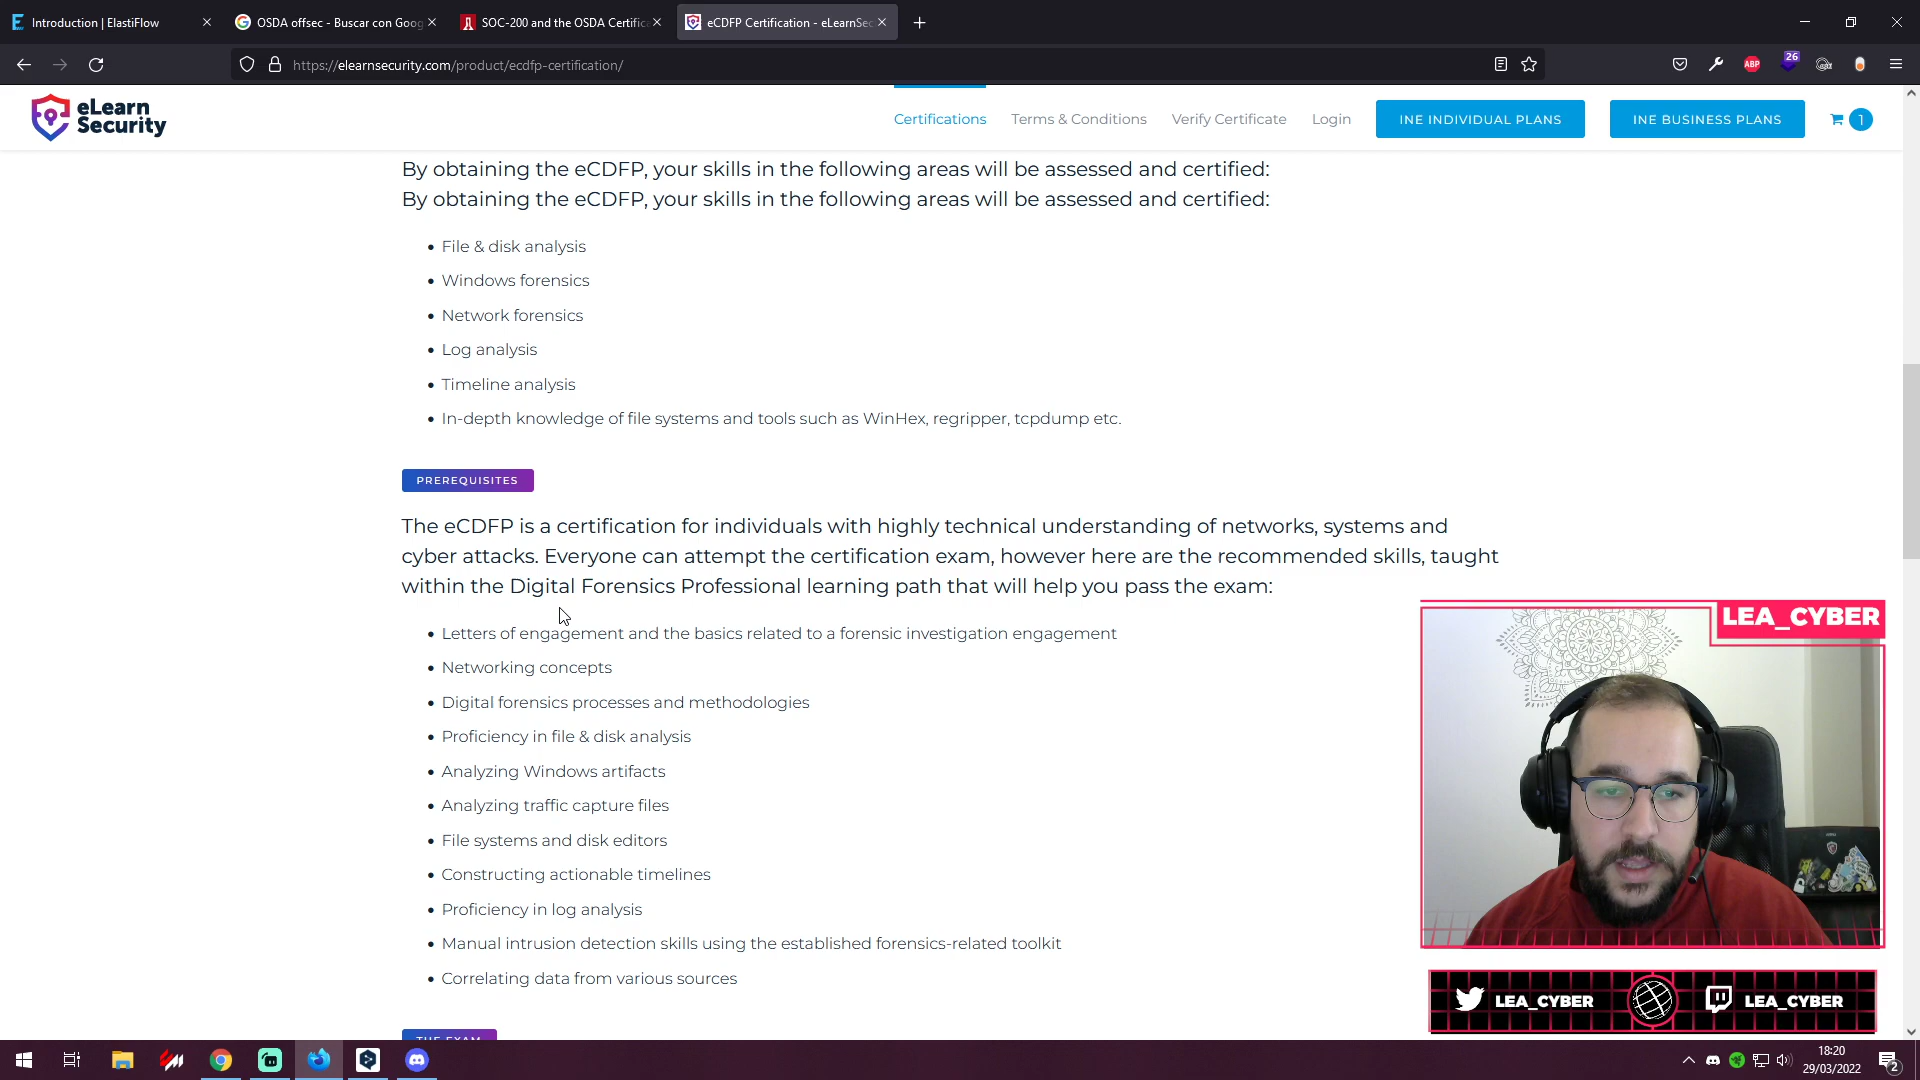 Introduction | ElastiFlow
OSDA offsec - Buscar con Goog
SOC-200 and the OSDA Certific
eCDFP Certification - eLearnSec
https://elearnsecurity.com/product/ecdfp-certification/
ABP
26
eLearn
Security
Certifications
Terms & Conditions
Verify Certificate
Login
INE INDIVIDUAL PLANS
INE BUSINESS PLANS
1
By obtaining the eCDFP, your skills in the following areas will be assessed and certified:
By obtaining the eCDFP, your skills in the following areas will be assessed and certified:
• File & disk analysis
• Windows forensics
• Network forensics
• Log analysis
• Timeline analysis
• In-depth knowledge of file systems and tools such as WinHex, regripper, tcpdump etc.
PREREQUISITES
The eCDFP is a certification for individuals with highly technical understanding of networks, systems and
cyber attacks. Everyone can attempt the certification exam, however here are the recommended skills, taught
within the Digital Forensics Professional learning path that will help you pass the exam:
• Letters of engagement and the basics related to a forensic investigation engagement
• Networking concepts
• Digital forensics processes and methodologies
• Proficiency in file & disk analysis
• Analyzing Windows artifacts
• Analyzing traffic capture files
• File systems and disk editors
• Constructing actionable timelines
• Proficiency in log analysis
• Manual intrusion detection skills using the established forensics-related toolkit
• Correlating data from various sources
THE EXAM
LEA_CYBER
LEA_CYBER
LEA_CYBER
18:20
29/03/2022
2